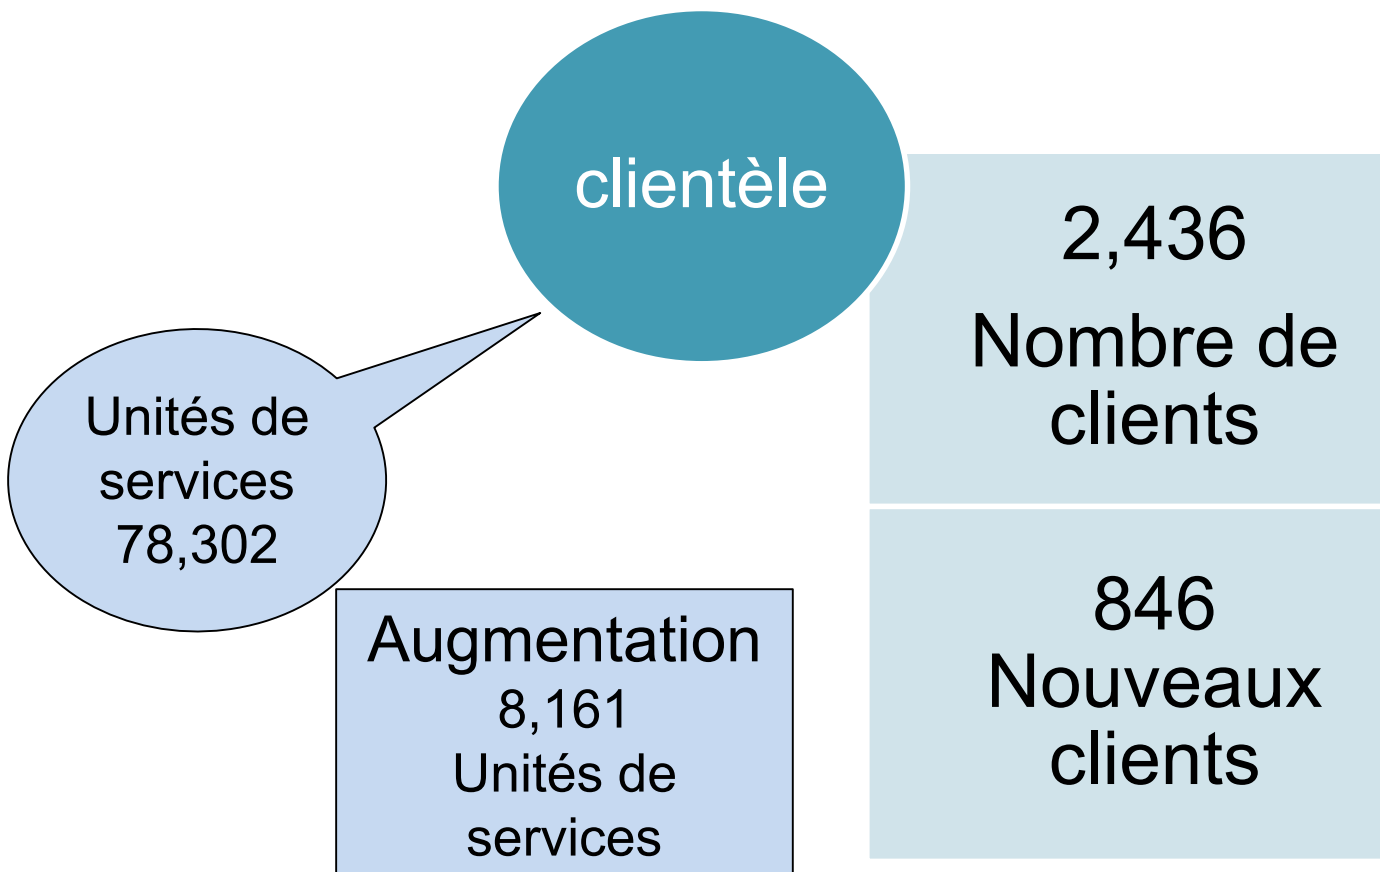 clientèle
2,436
Nombre de
clients
Unités de
services
78,302
846
Nouveaux
clients
Augmentation
8,161
Unités de
services